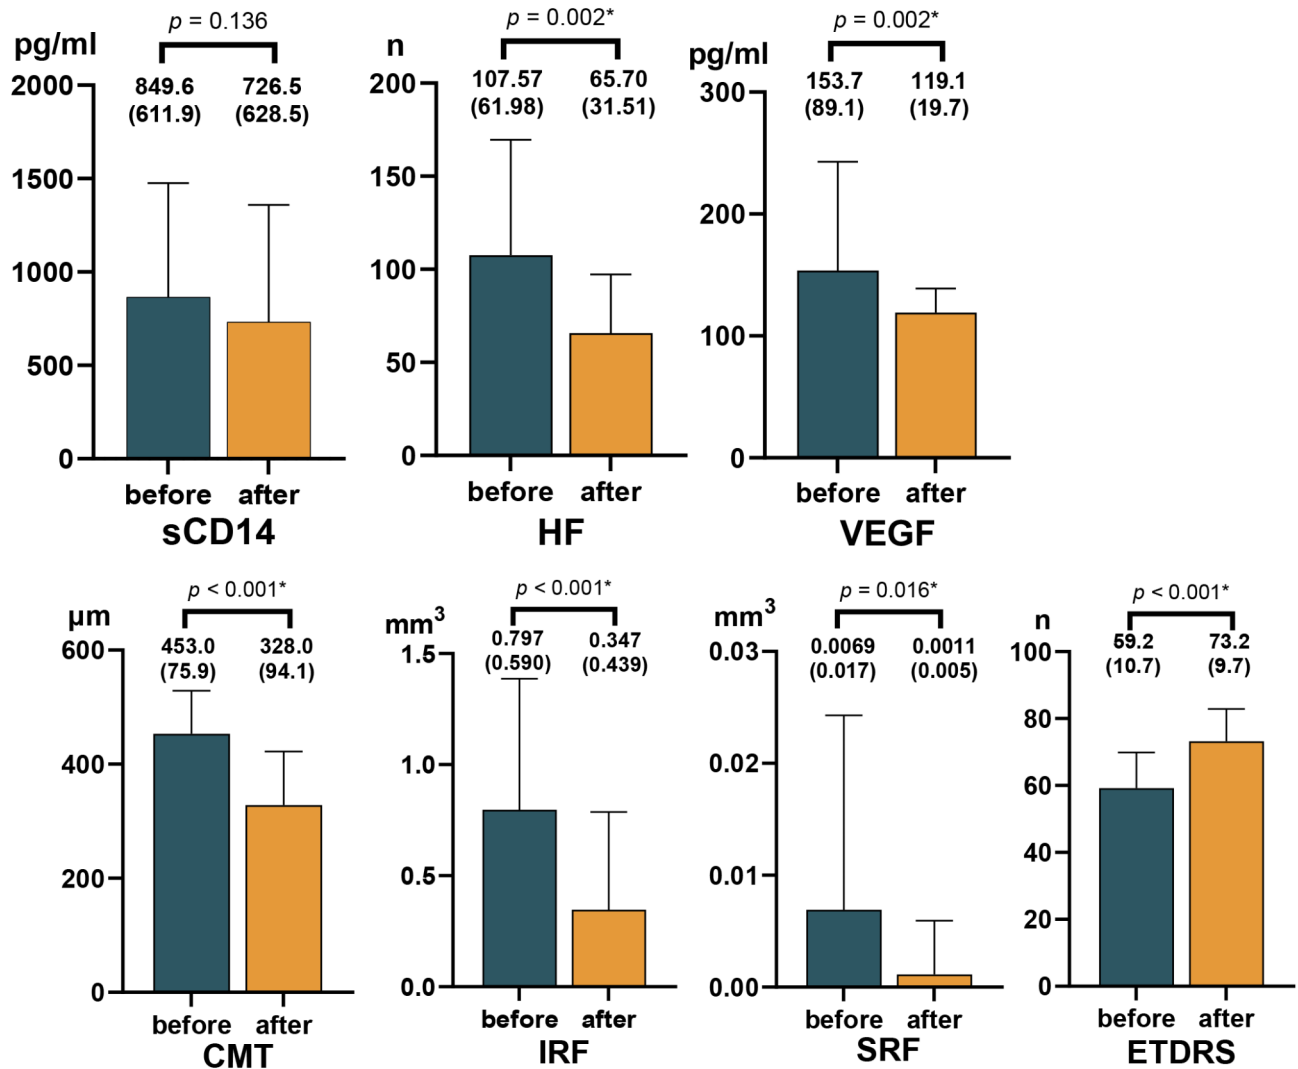 p = 0.136
pg/ml
849.6 726.5
(611.9) (628.5)
2000
1500
1000
500
0
before after
sCD14
p = 0.002*
n
107.57 65.70
(61.98) (31.51)
200
150
100
50
0
before after
HF
p = 0.002*
pg/ml
153.7 119.1
(89.1) (19.7)
300
200
100
0
before after
VEGF
p < 0.001*
µm
453.0 328.0
(75.9) (94.1)
600
400
200
0
before after
CMT
p < 0.001*
mm³
0.797 0.347
(0.590) (0.439)
1.5
1.0
0.5
0.0
before after
IRF
p = 0.016*
mm³
0.0069 0.0011
(0.017) (0.005)
0.03
0.02
0.01
0.00
before after
SRF
p < 0.001*
n
59.2 73.2
(10.7) (9.7)
100
80
60
40
20
0
before after
ETDRS